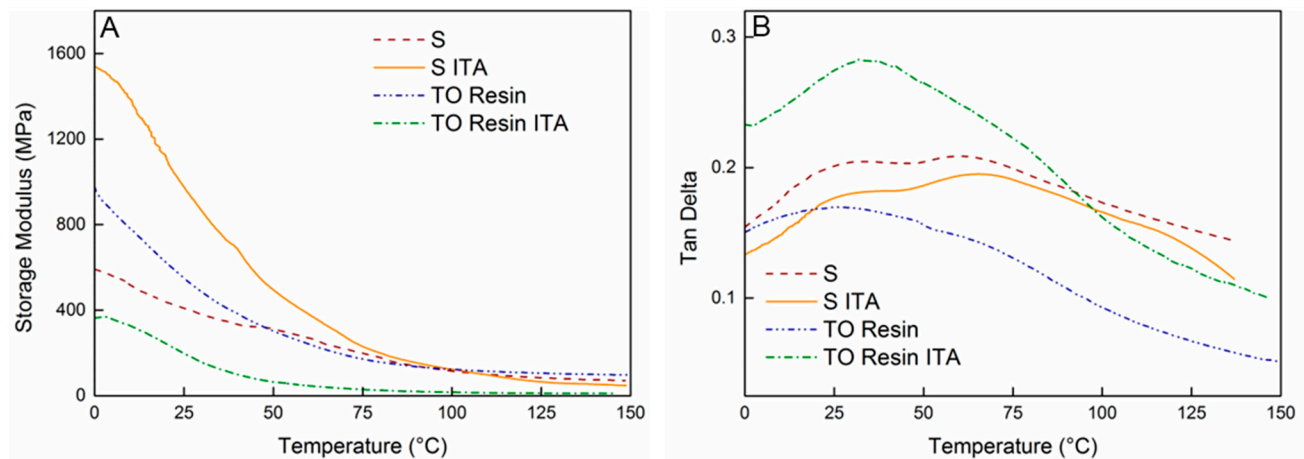 A
1600
1200
800
400
0
Storage Modulus (MPa)
S
S ITA
TO Resin
TO Resin ITA
0
25
50
75
100
125
150
Temperature (°C)
B
0.3
0.2
0.1
Tan Delta
S
S ITA
TO Resin
TO Resin ITA
0
25
50
75
100
125
150
Temperature (°C)